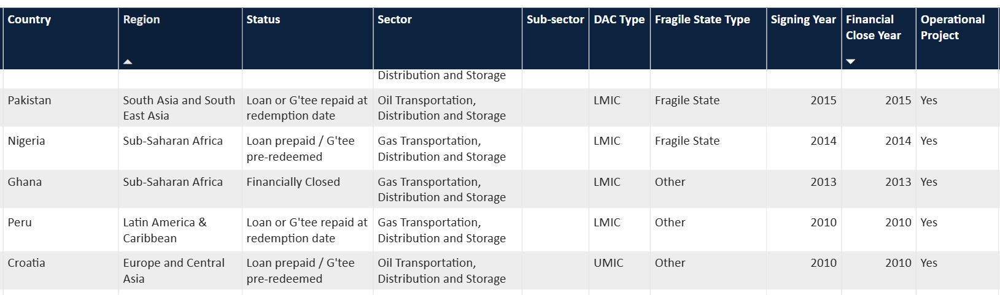 Country Region Status Sector Sub-sector DAC Type Fragile State Type Signing Year Financial Operational
Close Year Project
Distribution and Storage
Pakistan South Asia and South Loan or G'tee repaid at Oil Transportation, LMIC Fragile State 2015 2015 Yes
East Asia redemption date Distribution and Storage
Nigeria Sub-Saharan Africa Loan prepaid / G'tee Gas Transportation, LMIC Fragile State 2014 2014 Yes
pre-redeemed Distribution and Storage
Ghana Sub-Saharan Africa Financially Closed Gas Transportation, LMIC Other 2013 2013 Yes
Distribution and Storage
Peru Latin America & Loan or G'tee repaid at Gas Transportation, LMIC Other 2010 2010 Yes
Caribbean redemption date Distribution and Storage
Croatia Europe and Central Loan prepaid / G'tee Oil Transportation, UMIC Other 2010 2010 Yes
Asia pre-redeemed Distribution and Storage